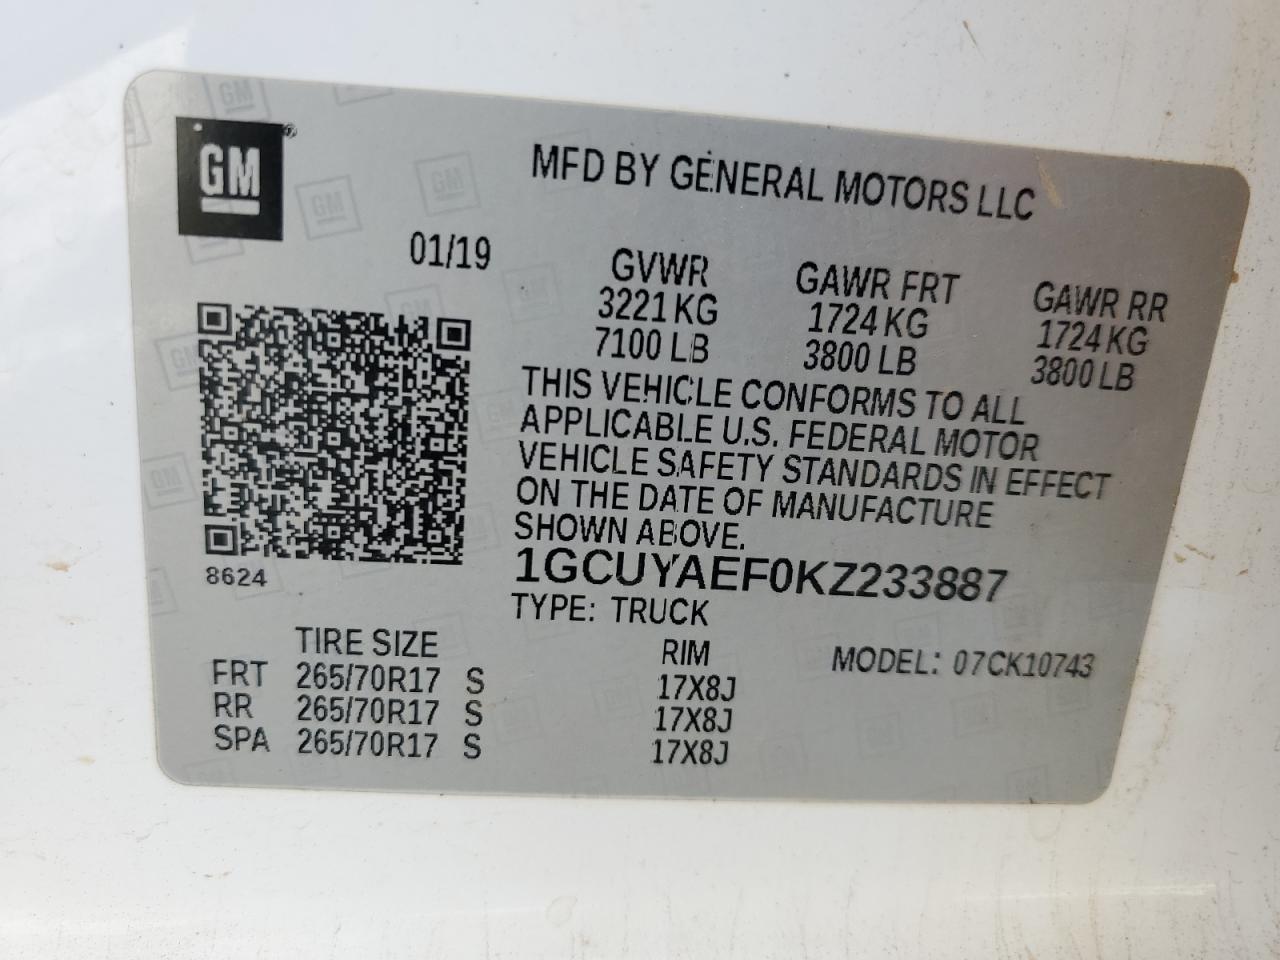 GM®
MFD BY GENERAL MOTORS LLC
01/19
GVWR GAWR FRT GAWR RR
3221 KG 1724 KG 1724 KG
7100 LB 3800 LB 3800 LB
THIS VEHICLE CONFORMS TO ALL
APPLICABLE U.S. FEDERAL MOTOR
VEHICLE SAFETY STANDARDS IN EFFECT
ON THE DATE OF MANUFACTURE
SHOWN ABOVE.
8624
1GCUYAEF0KZ233887
TYPE: TRUCK
TIRE SIZE RIM MODEL: 07CK10743
FRT 265/70R17 S 17X8J
RR 265/70R17 S 17X8J
SPA 265/70R17 S 17X8J